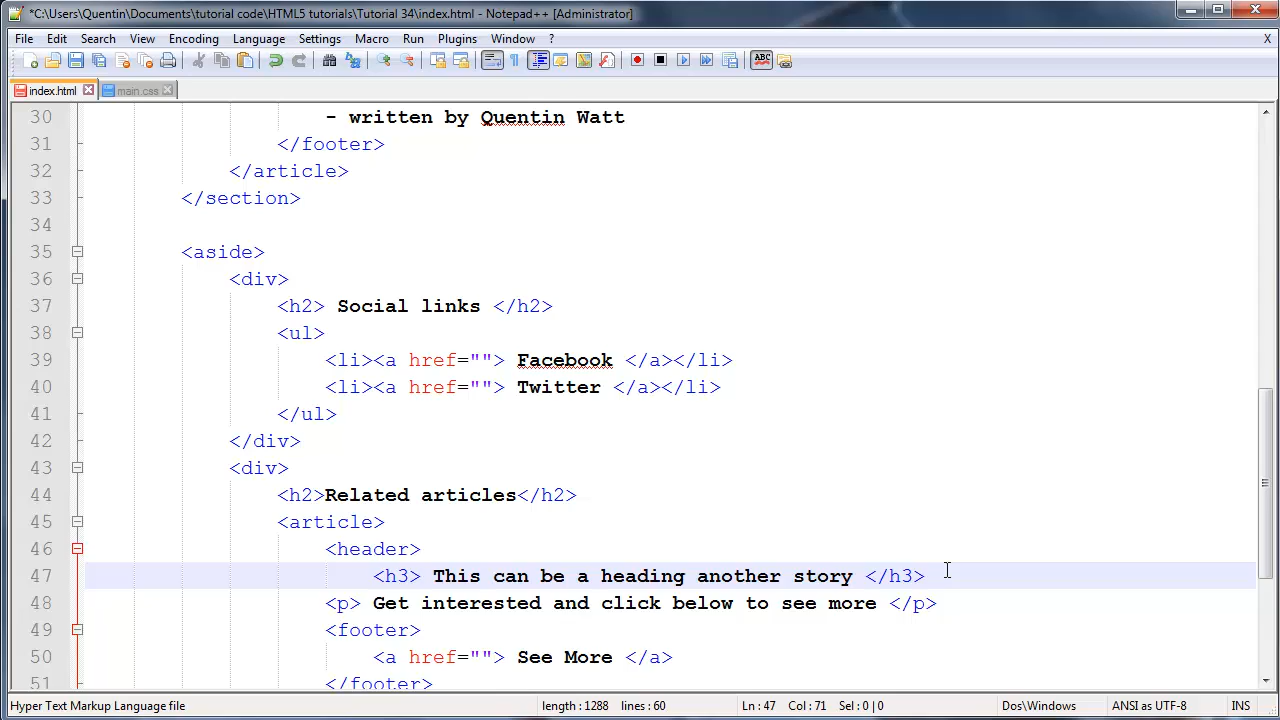 *C:\Users\Quentin\Documents\tutorial code\HTML5 tutorials\Tutorial 34\index.html - Notepad++ [Administrator]
File Edit Search View Encoding Language Settings Macro Run Plugins Window ? X
index.html main.css
30 - written by Quentin Watt
31 </footer>
32 </article>
33 </section>
34
35 <aside>
36 <div>
37 <h2> Social links </h2>
38 <ul>
39 <li><a href=""> Facebook </a></li>
40 <li><a href=""> Twitter </a></li>
41 </ul>
42 </div>
43 <div>
44 <h2>Related articles</h2>
45 <article>
46 <header>
47 <h3> This can be a heading another story </h3>
48 <p> Get interested and click below to see more </p>
49 <footer>
50 <a href=""> See More </a>
51 </footer>
Hyper Text Markup Language file length : 1288 lines : 60 Ln : 47 Col : 71 Sel : 0 | 0 Dos\Windows ANSI as UTF-8 INS